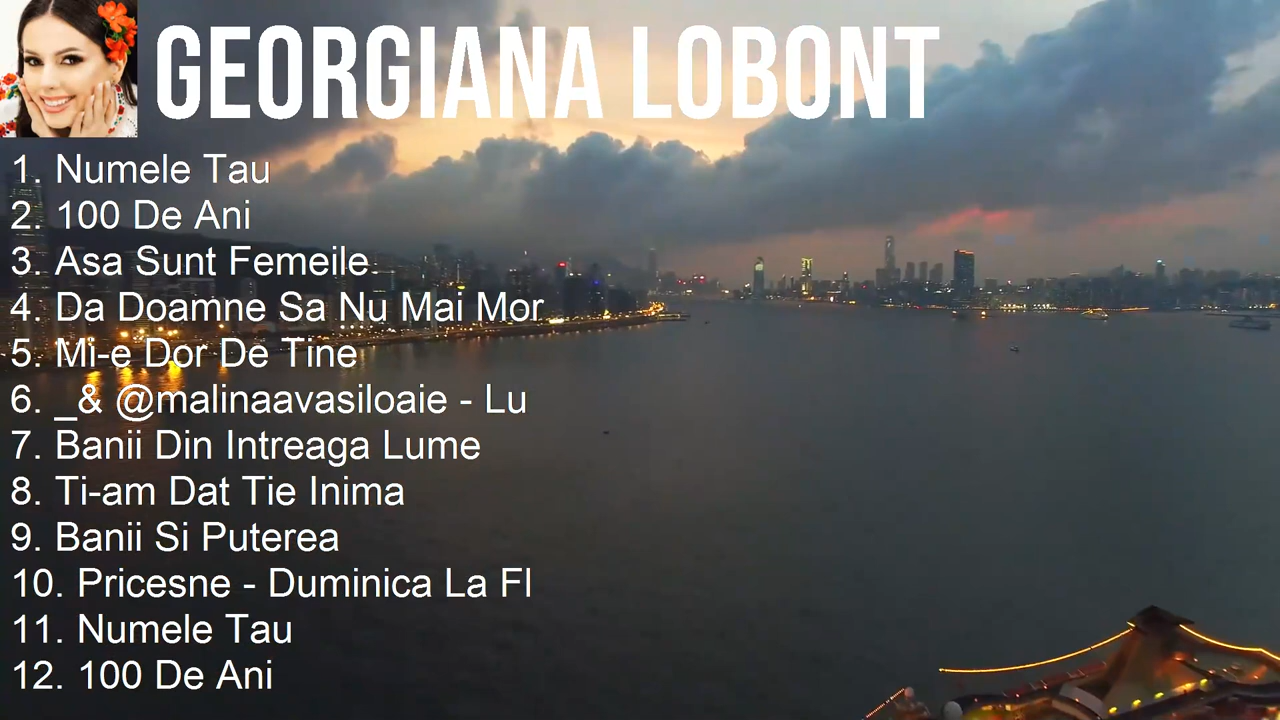 GEORGIANA LOBONT
1. Numele Tau
2. 100 De Ani
3. Asa Sunt Femeile
4. Da Doamne Sa Nu Mai Mor
5. Mi-e Dor De Tine
6. _& @malinaavasiloaie - Lu
7. Banii Din Intreaga Lume
8. Ti-am Dat Tie Inima
9. Banii Si Puterea
10. Pricesne - Duminica La Fl
11. Numele Tau
12. 100 De Ani